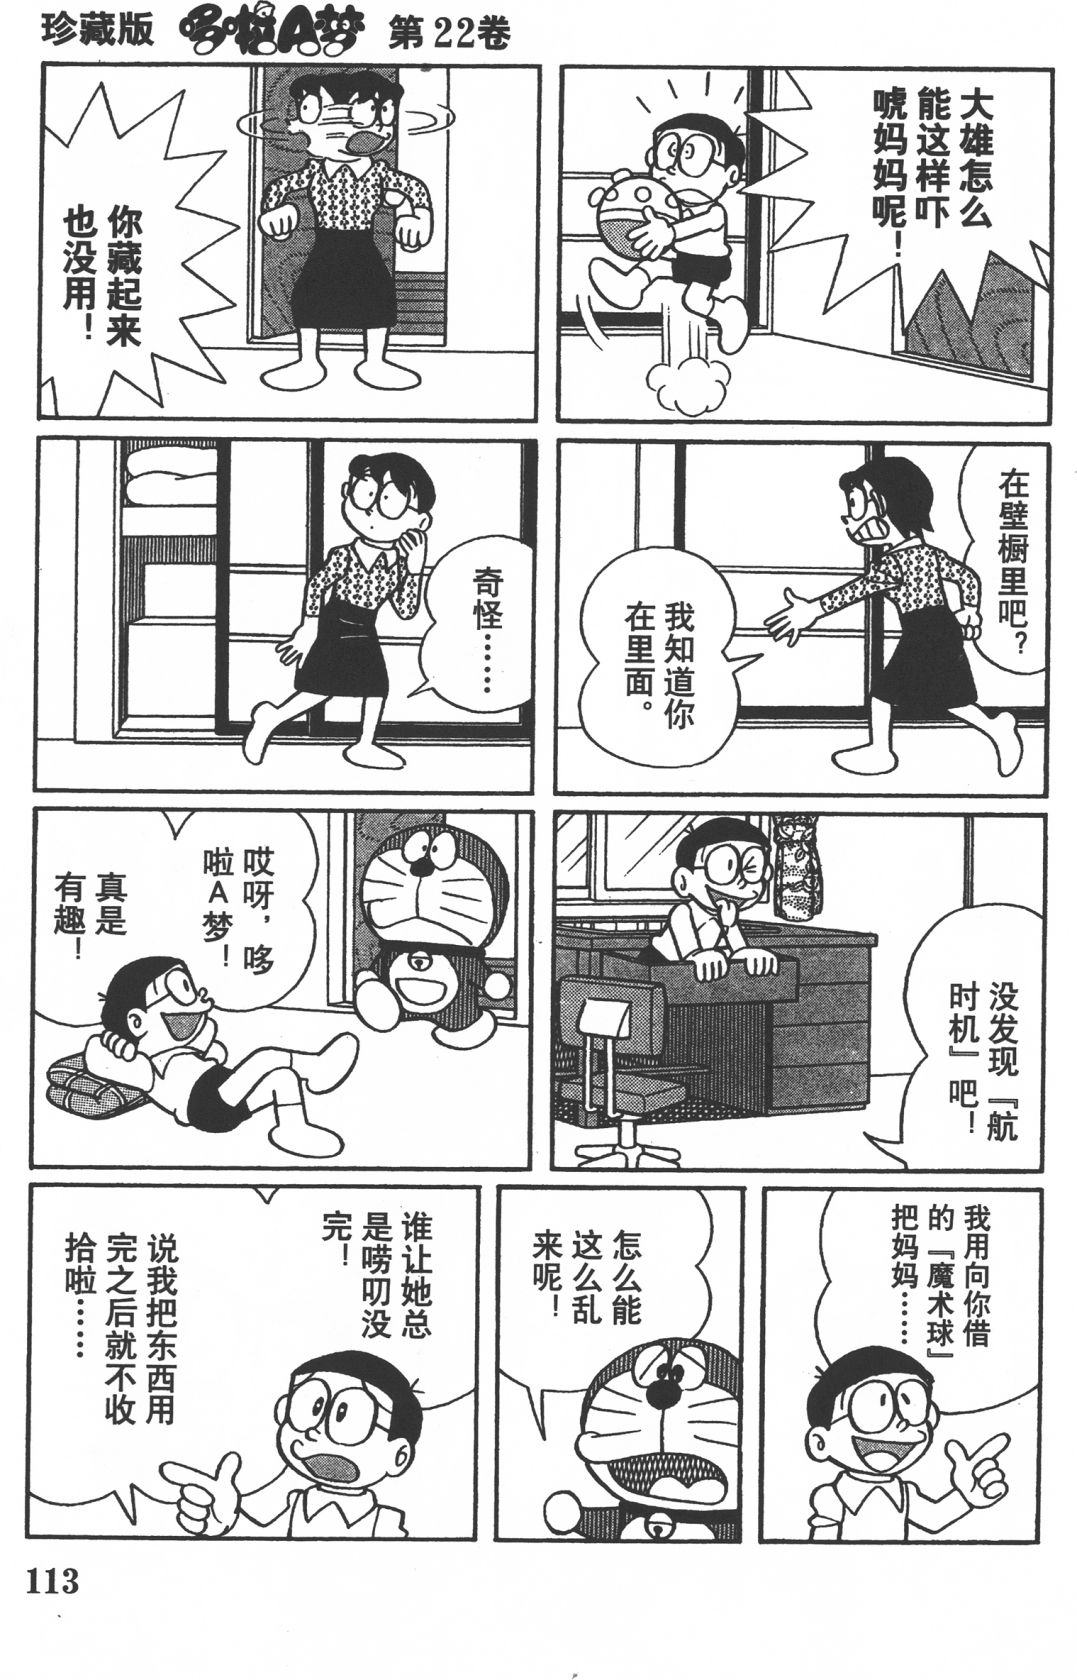 珍藏版 哆啦A梦 第22卷
大雄怎么
能这样吓
唬妈妈呢！
你藏起来
也没用！
在壁橱里吧？
我知道你
在里面。
奇怪……
没发现『航
时机』吧！
哎呀，哆
啦A梦！
真是
有趣！
我用向你借
的『魔术球』
把妈妈……
怎么能
这么乱
来呢！
谁让她总
是唠叨没
完！
说我把东西用
完之后就不收
拾啦……
113